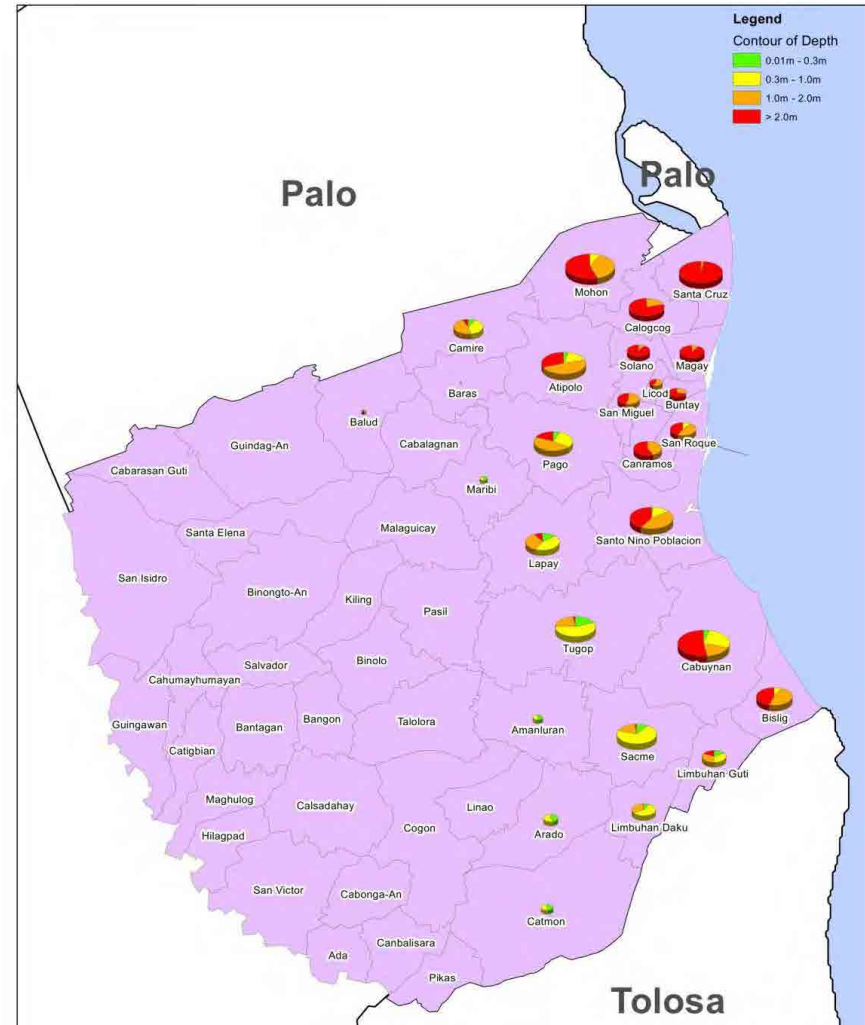 Legend
Contour of Depth
0.01m - 0.3m
0.3m - 1.0m
1.0m - 2.0m
> 2.0m
Palo
Palo
Mohon
Santa Cruz
Calogcog
Camire
Solano
Magay
Atipolo
Baras
Licod
Buntay
San Miguel
Balud
San Roque
Guindag-An
Cabalagnan
Pago
Canramos
Cabarasan Guti
Maribi
Malaguicay
Santa Elena
Santo Nino Poblacion
Lapay
San Isidro
Binongto-An
Kiling
Pasil
Tugop
Binolo
Cabuynan
Salvador
Cahumayhumayan
Bislig
Guingawan
Bantagan
Bangon
Talolora
Amanluran
Catigbian
Sacme
Limbuhan Guti
Maghulog
Calsadahay
Linao
Cogon
Limbuhan Daku
Arado
Hilagpad
San Victor
Cabonga-An
Catmon
Canbalisara
Ada
Pikas
Tolosa